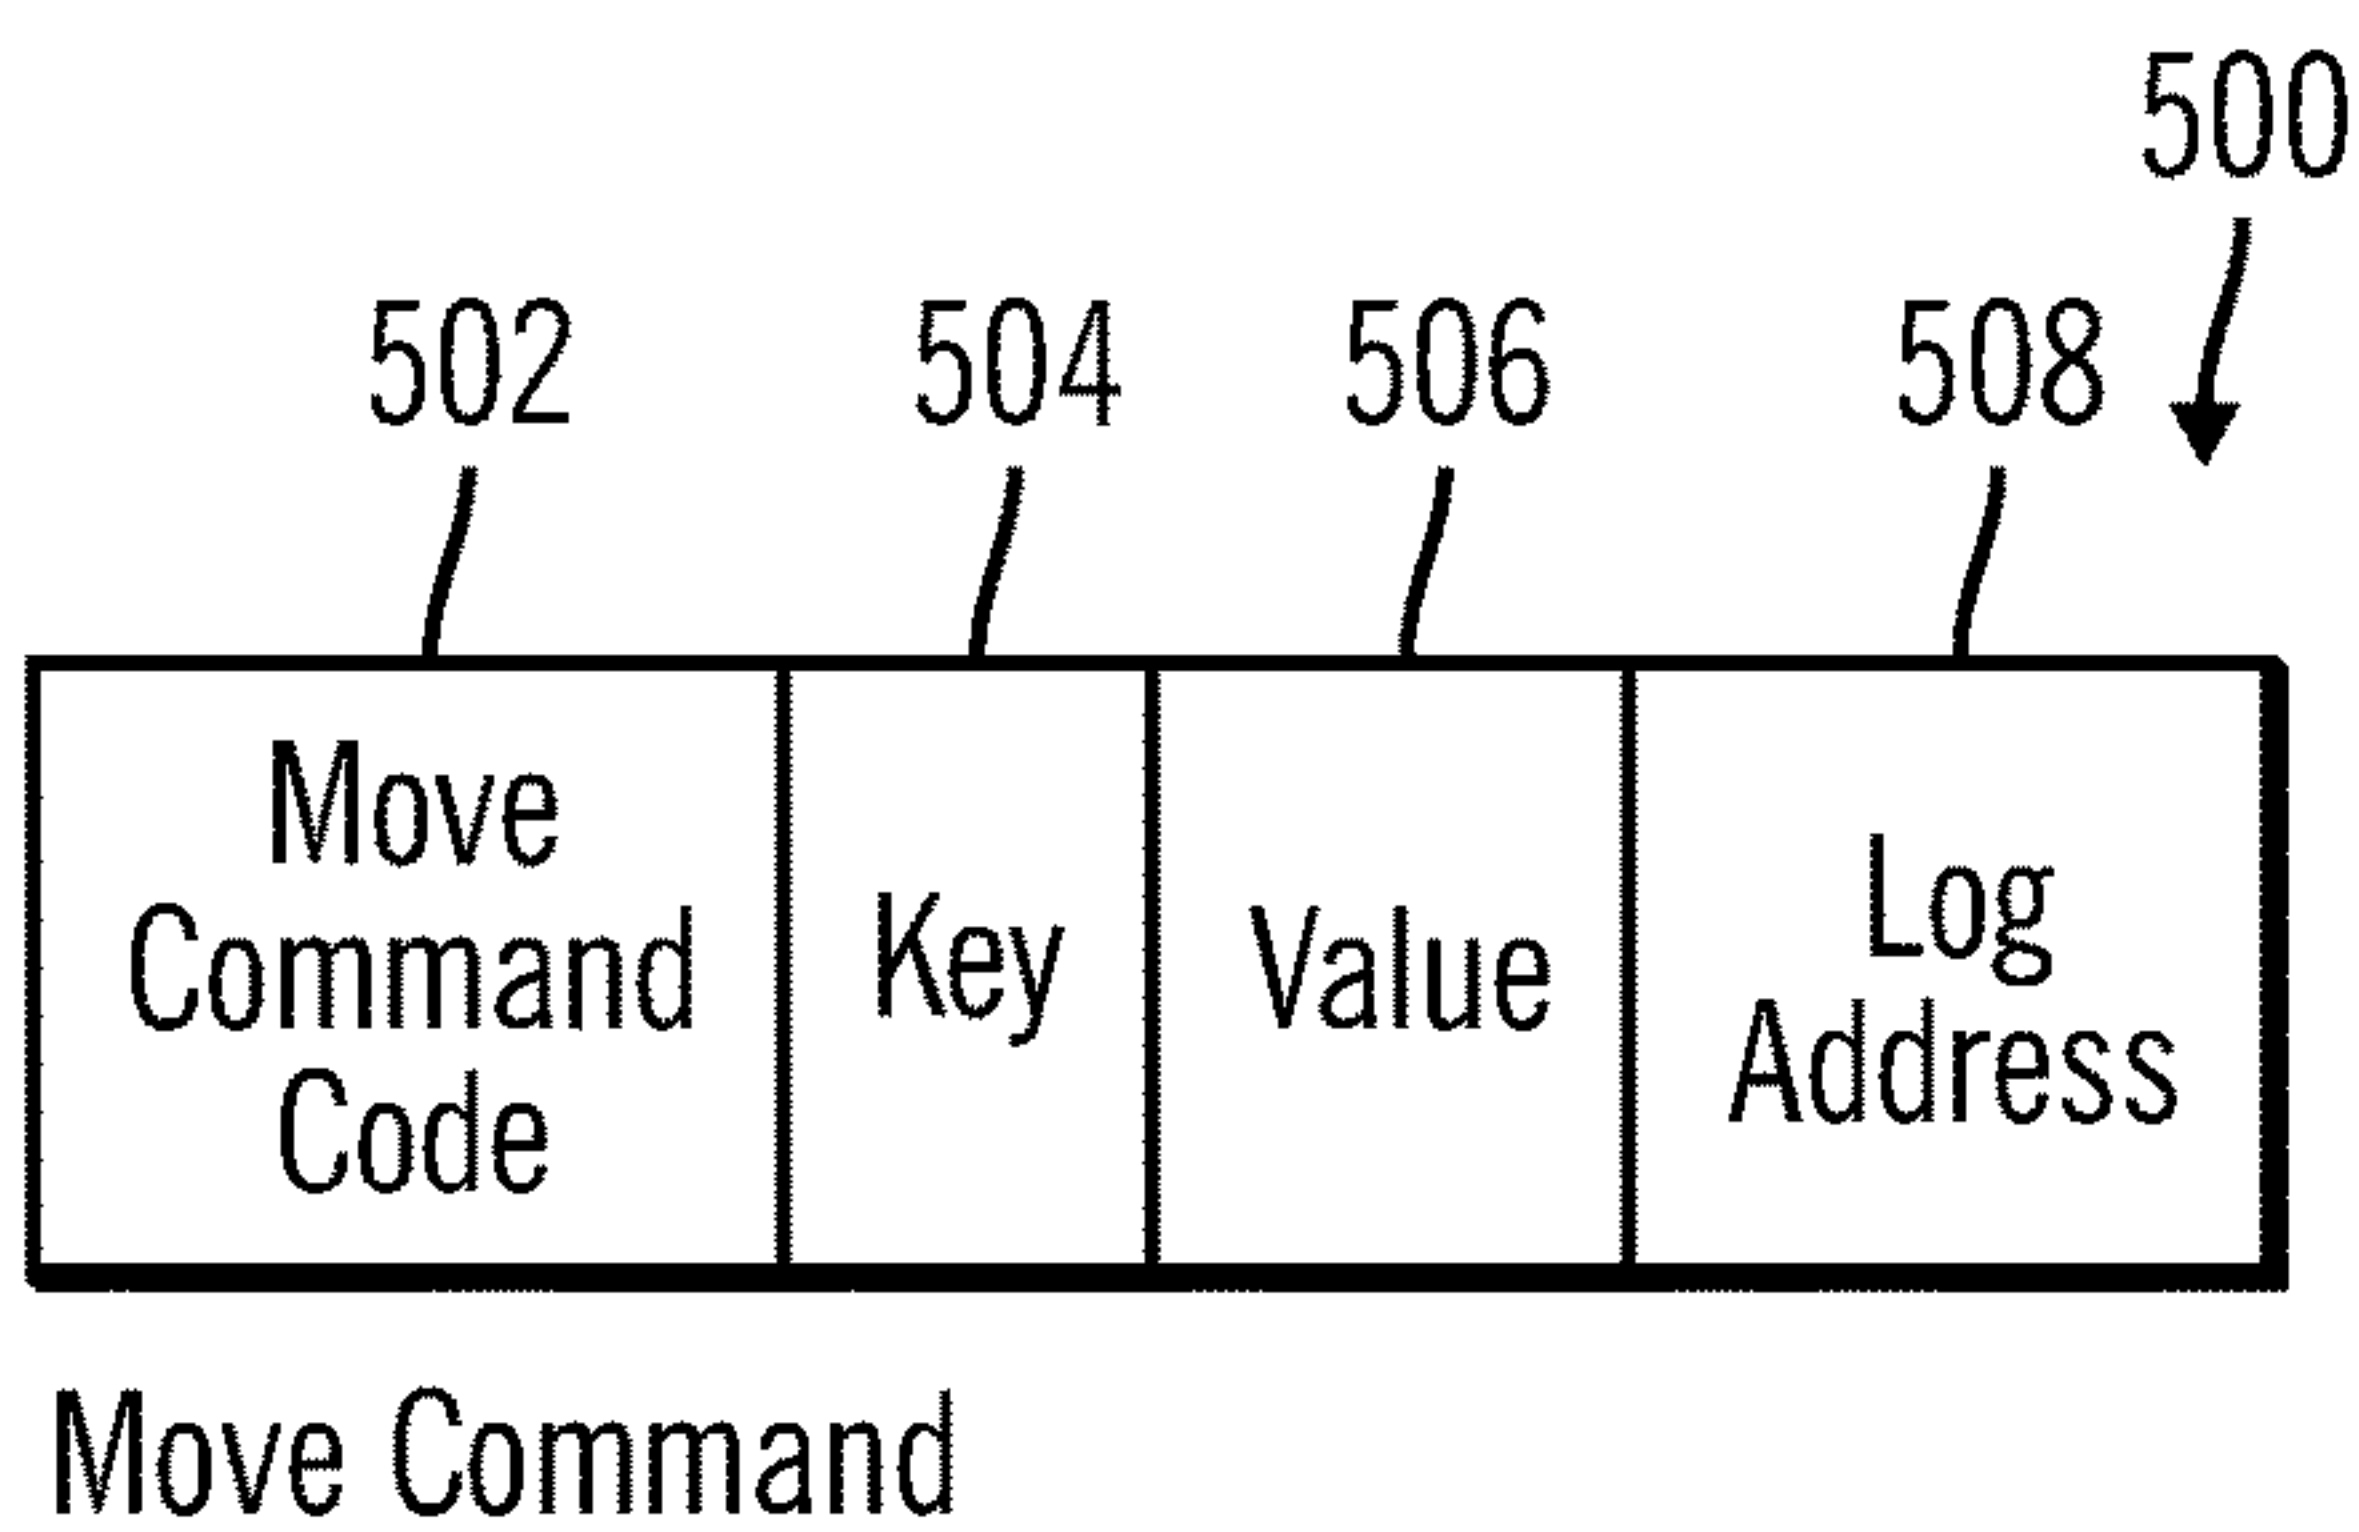 500
502 504 506 508
Move
Command
Code
Key
Value
Log
Address
Move Command